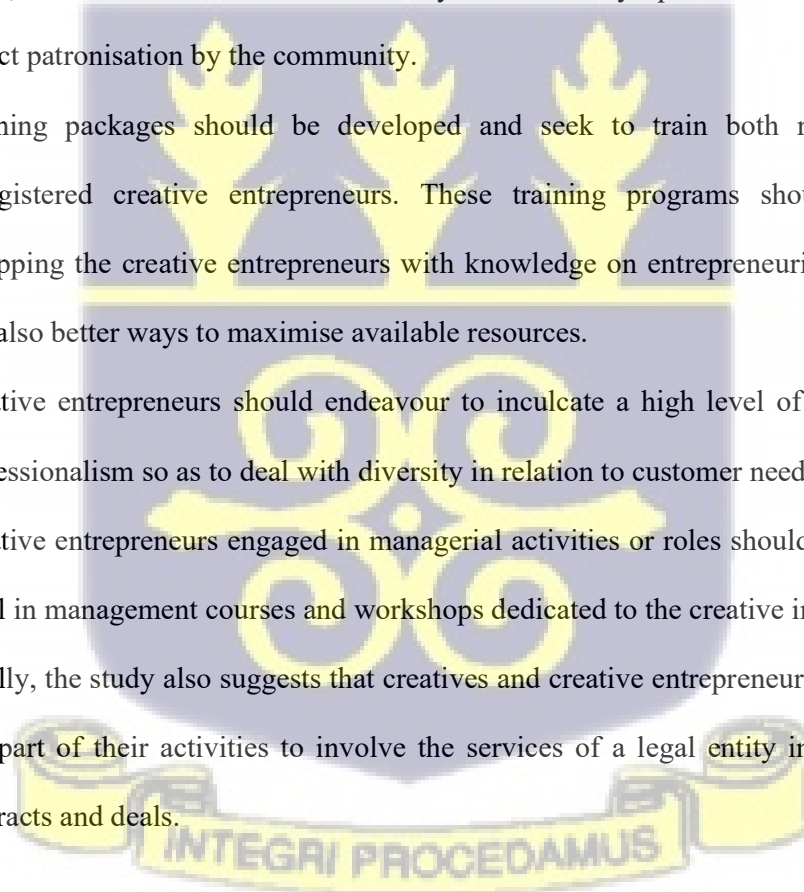 ct patronisation by the community.
ning packages should be developed and seek to train both
gistered creative entrepreneurs. These training programs
pping the creative entrepreneurs with knowledge on
also better ways to maximise available resources.
tive entrepreneurs should endeavour to inculcate a high level of
essionalism so as to deal with diversity in relation to customer need
tive entrepreneurs engaged in managerial activities or roles should
l in management courses and workshops dedicated to the creative
lly, the study also suggests that creatives and creative
part of their activities to involve the services of a legal entity
racts and deals.
INTEGRI PROCEDAMUS